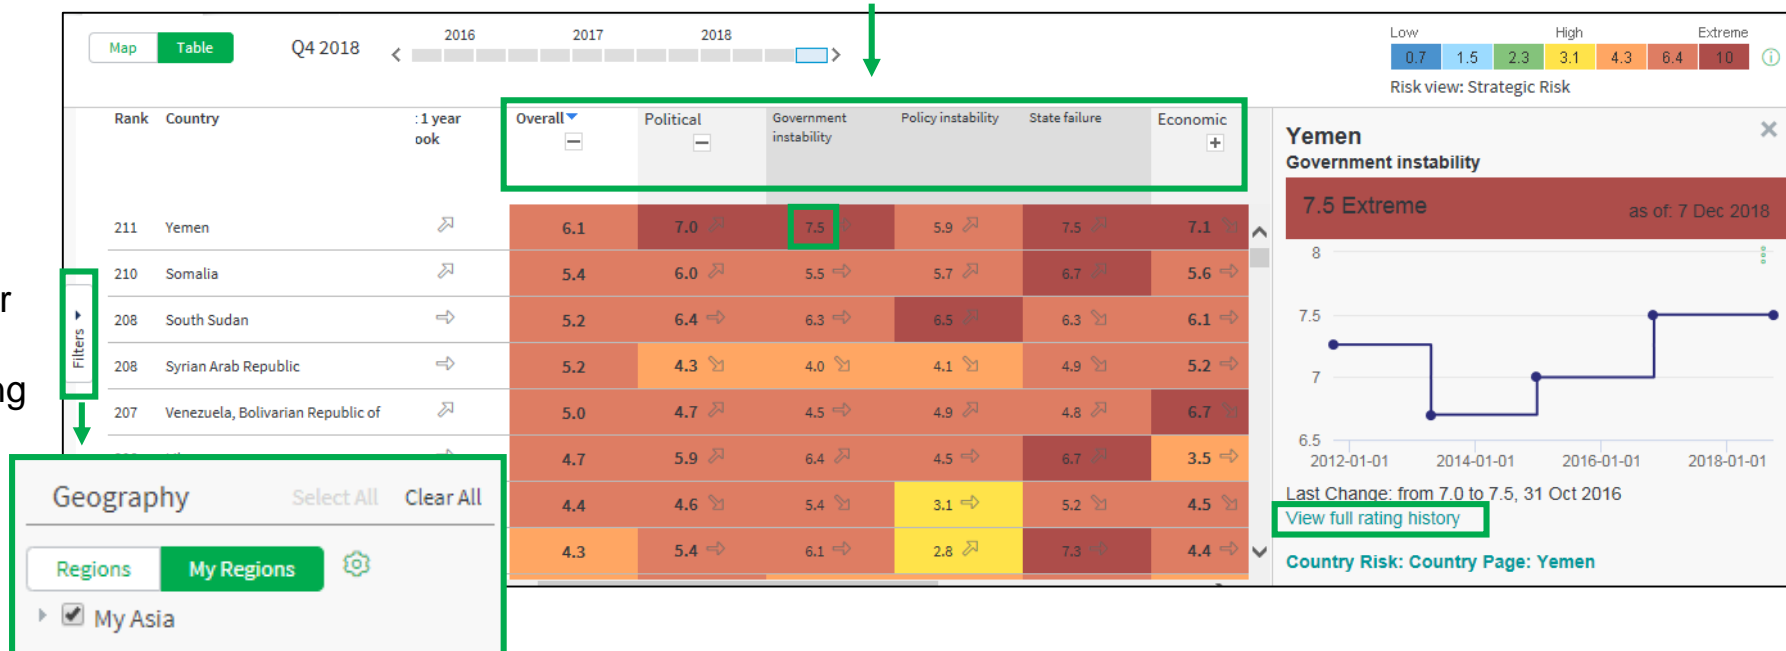 Map Table Q4 2018 2016 2017 2018
Low High Extreme
0.7 1.5 2.3 3.1 4.3 6.4 10
Risk view: Strategic Risk
Rank Country : 1 year Overall Political Government Policy instability State failure Economic
ook instability
211 Yemen 6.1 7.0 7.5 5.9 7.5 7.1
210 Somalia 5.4 6.0 5.5 5.7 6.7 5.6
208 South Sudan 5.2 6.4 6.3 6.5 6.3 6.1
208 Syrian Arab Republic 5.2 4.3 4.0 4.1 4.9 5.2
207 Venezuela, Bolivarian Republic of 5.0 4.7 4.5 4.9 4.8 6.7
4.7 5.9 6.4 4.5 6.7 3.5
4.4 4.6 5.4 3.1 5.2 4.5
4.3 5.4 6.1 2.8 7.3 4.4
r
ng
Filters
Geography Select All Clear All
Regions My Regions
My Asia
Yemen
Government instability
7.5 Extreme as of: 7 Dec 2018
8
7.5
7
6.5
2012-01-01 2014-01-01 2016-01-01 2018-01-01
Last Change: from 7.0 to 7.5, 31 Oct 2016
View full rating history
Country Risk: Country Page: Yemen